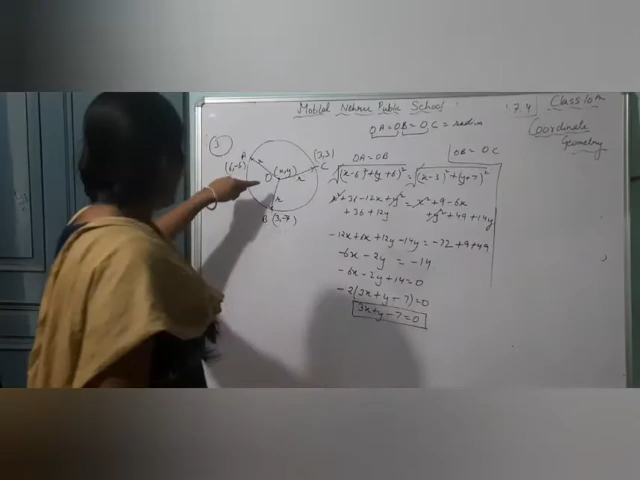 Motilal Nehru Public School
7.4
Class 10th
Coordinate
Geometry
OA = OB = OC = radius
3
A
(6,-6)
O
(x,y)
r
r
r
(3,3)
C
B (3,-7)
OA = OB
OB = OC
√(x-6)²+(y+6)² = √(x-3)²+(y+7)²
x²+36-12x+y² = x²+9-6x
+36+12y +y²+49+14y
-12x+6x+12y-14y = -72+9+49
-6x-2y = -14
-6x-2y+14=0
-2(3x+y-7)=0
3x+y-7=0